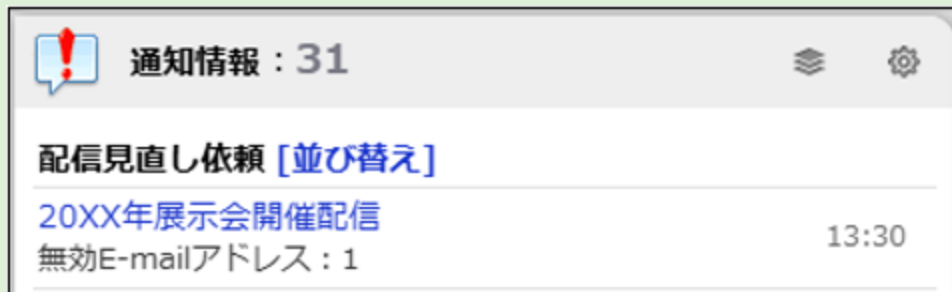 通知情報：31
配信見直し依頼 [並び替え]
20XX年展示会開催配信
13:30
無効E-mailアドレス：1